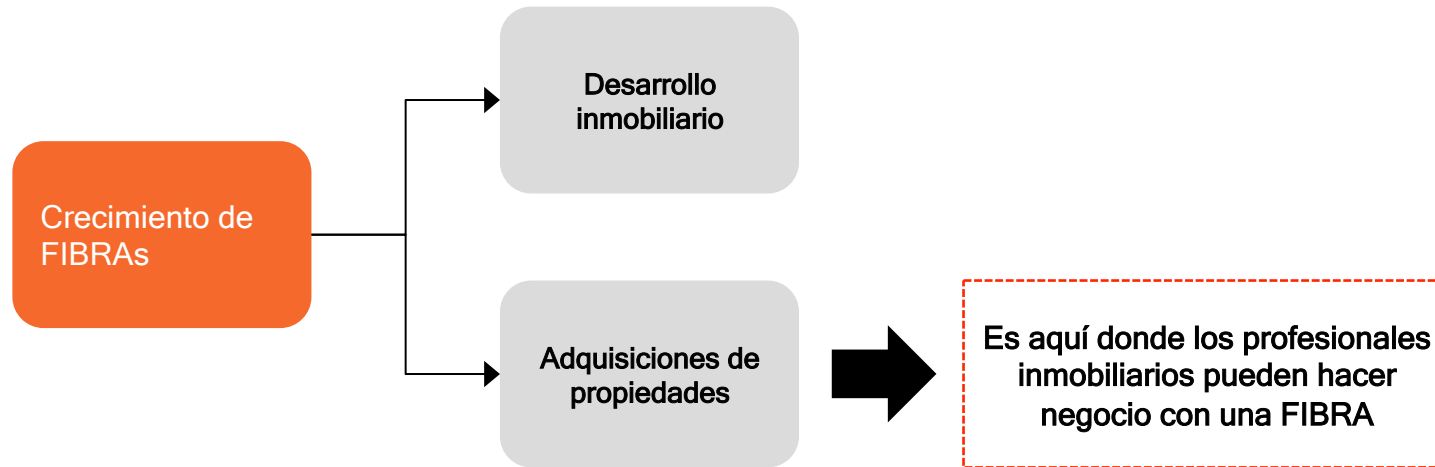 Desarrollo
inmobiliario
Crecimiento de
FIBRAs
Adquisiciones de
propiedades
Es aquí donde los profesionales
inmobiliarios pueden hacer
negocio con una FIBRA